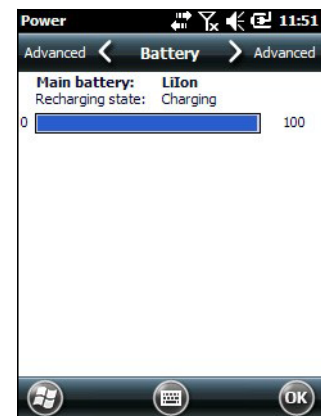 Power 11:51
Advanced Battery Advanced
Main battery: LiIon
Recharging state: Charging
0 100
OK